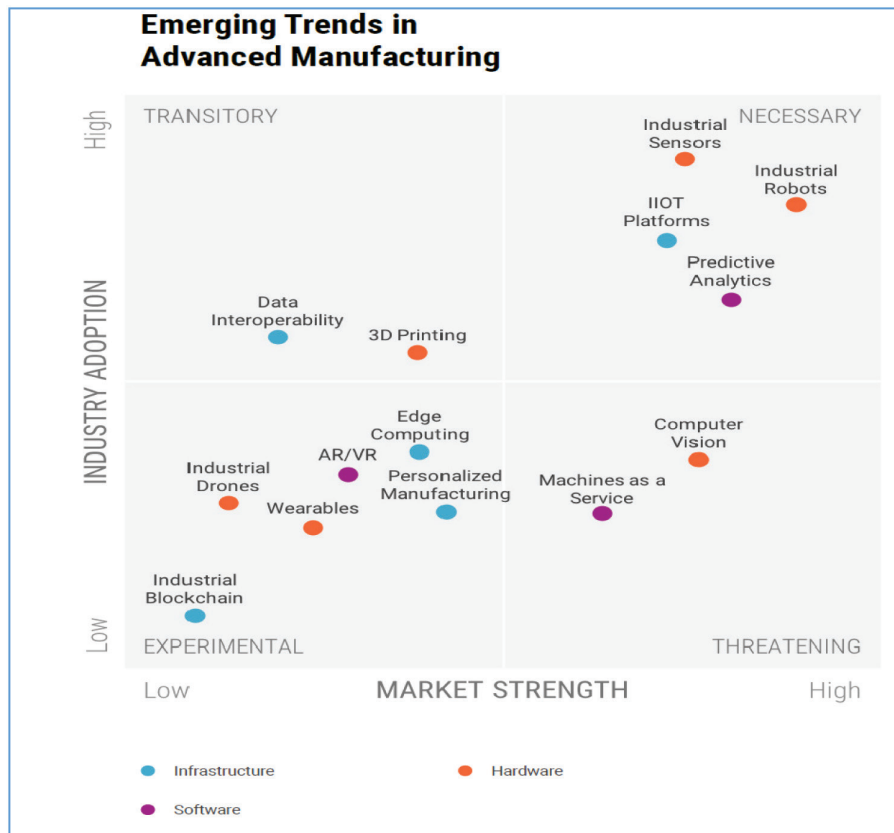 Emerging Trends in
Advanced Manufacturing
High
TRANSITORY
NECESSARY
Industrial
Sensors
Industrial
Robots
IIOT
Platforms
Predictive
Analytics
Data
Interoperability
3D Printing
INDUSTRY ADOPTION
Edge
Computing
Computer
Vision
AR/VR
Industrial
Drones
Personalized
Manufacturing
Machines as a
Service
Wearables
Industrial
Blockchain
Low
EXPERIMENTAL
THREATENING
Low
MARKET STRENGTH
High
Infrastructure
Hardware
Software